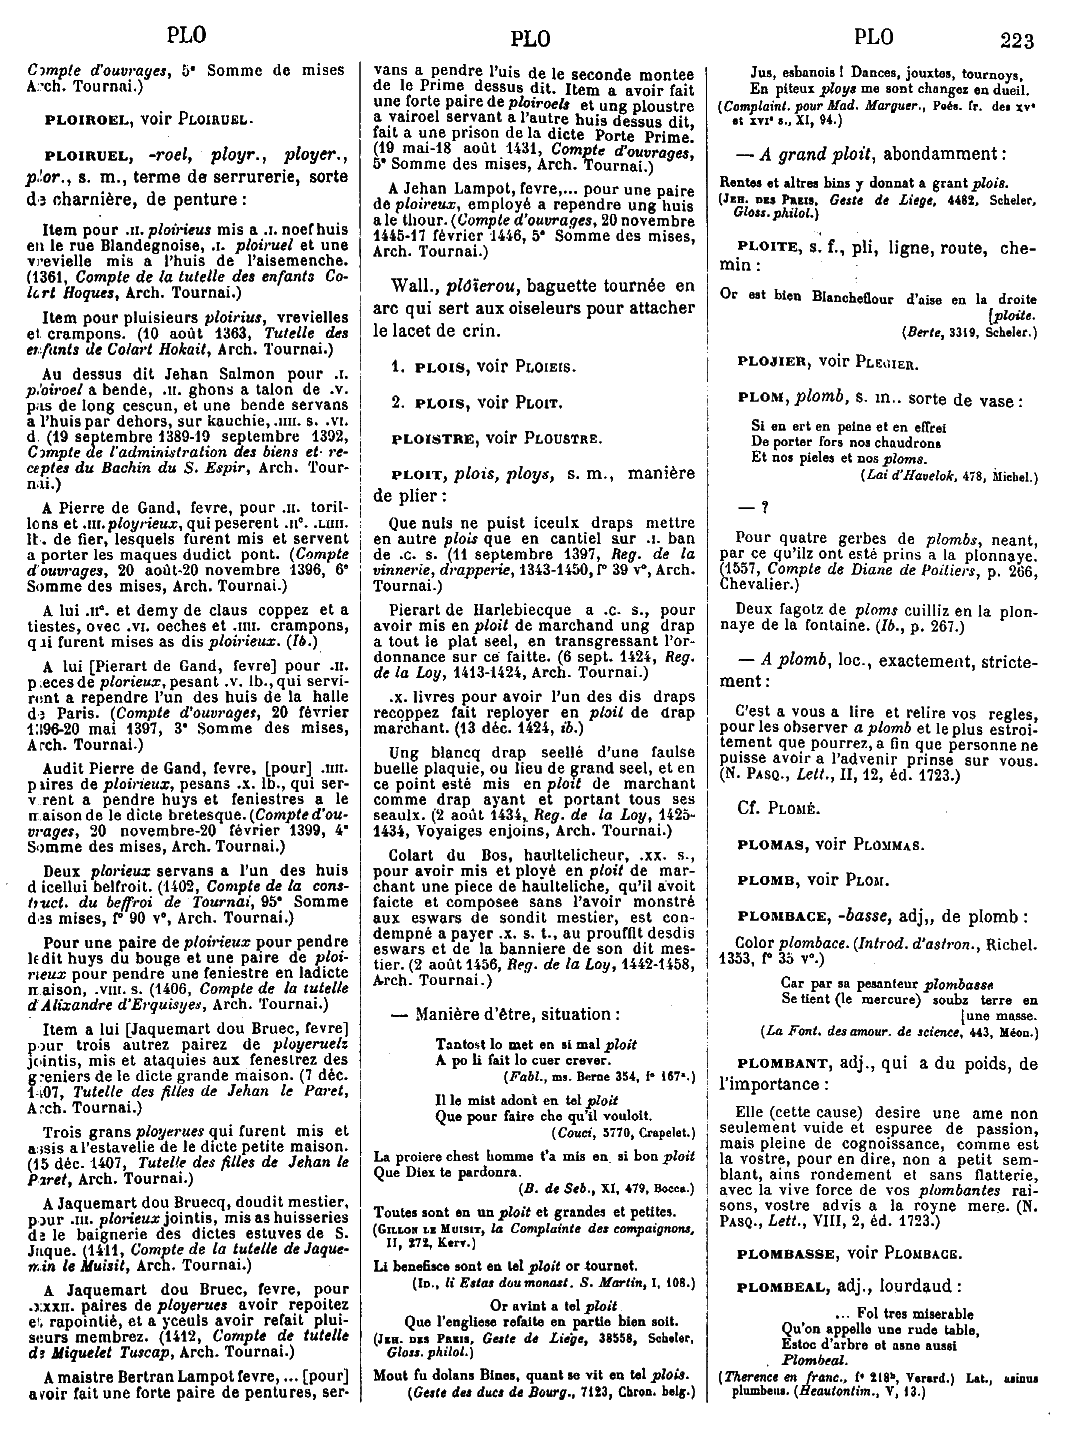 PLO
PLO
PLO
223
Compte d'ouvrages, 5e Somme de mises
Arch. Tournai.)
PLOIROEL, voir PLOIRUEL.
PLOIRUEL, -roel, ployr., ployer.,
plor., s. m., terme de serrurerie, sorte
de charnière, de penture :
Item pour .II. ploirieus mis a .I. noef huis
en le rue Blandegnoise, .I. ploiruel et une
vrevielle mis a l'huis de l'aisemenche.
(1361, Compte de la tutelle des enfants Co-
lart Hoques, Arch. Tournai.)
Item pour pluisieurs ploirius, vrevielles
et crampons. (10 août 1363, Tutelle des
enfants de Colart Hokait, Arch. Tournai.)
Au dessus dit Jehan Salmon pour .I.
ploiroel a bende, .II. ghons a talon de .V.
pas de long cescun, et une bende servans
a l'huis par dehors, sur kauchie, .IIII. s. .VI.
d. (19 septembre 1389-19 septembre 1392,
Compte de l'administration des biens et re-
ceptes du Bachin du S. Espir, Arch. Tour-
nai.)
A Pierre de Gand, fevre, pour .II. toril-
lons et .IIII. ployrieux, qui peserent .IIc. .LIIII.
lb. de fier, lesquels furent mis et servent
a porter les maques dudict pont. (Compte
d'ouvrages, 20 août-20 novembre 1396, 6e
Somme des mises, Arch. Tournai.)
A lui .IIc. et demy de claus coppez et a
tiestes, ovec .VI. oeches et .IIII. crampons,
qui furent mises as dis ploirieux. (Ib.)
A lui [Pierart de Gand, fevre] pour .II.
pieces de plorieux, pesant .V. lb., qui servi-
ront a rependre l'un des huis de la halle
de Paris. (Compte d'ouvrages, 20 février
1396-20 mai 1397, 3e Somme des mises,
Arch. Tournai.)
Audit Pierre de Gand, fevre, [pour] .IIII.
paires de ploirieux, pesans .X. lb., qui ser-
virent a pendre huys et feniestres a le
maison de le dicte bretesque. (Compte d'ou-
vrages, 20 novembre-20 février 1399, 4e
Somme des mises, Arch. Tournai.)
Deux plorieux servans a l'un des huis
d icellui belfroit. (1402, Compte de la cons-
truct. du beffroi de Tournai, 95e Somme
des mises, f° 90 v°, Arch. Tournai.)
Pour une paire de ploirieux pour pendre
ledit huys du bouge et une paire de ploi-
rieux pour pendre une feniestre en ladicte
maison, .VIII. s. (1406, Compte de la tutelle
d'Alixandre d'Erquisyes, Arch. Tournai.)
Item a lui [Jaquemart dou Bruec, fevre]
pour trois autrez pairez de ployeruelz
jointis, mis et ataquies aux fenestrez des
greniers de le dicte grande maison. (7 déc.
1407, Tutelle des filles de Jehan le Paret,
Arch. Tournai.)
Trois grans ployerues qui furent mis et
assis a l'estavelie de le dicte petite maison.
(15 déc. 1407, Tutelle des filles de Jehan le
Paret, Arch. Tournai.)
A Jaquemart dou Bruecq, doudit mestier,
pour .III. plorieux jointis, mis as huisseries
de le baignerie des dictes estuves de S.
Jaque. (1411, Compte de la tutelle de Jaque-
min le Muisit, Arch. Tournai.)
A Jaquemart dou Bruec, fevre, pour
.XXXII. paires de ployerues avoir repoitez
et rapointié, et a yceuls avoir refait plui-
seurs membrez. (1412, Compte de tutelle
de Miquelet Tuscap, Arch. Tournai.)
A maistre Bertran Lampot fevre, ... [pour]
avoir fait une forte paire de pentures, ser-
vans a pendre l'uis de le seconde montee
de le Prime dessus dit. Item a avoir fait
une forte paire de ploiroels et ung ploustre
a vairoel servant a l'autre huis dessus dit,
fait a une prison de la dicte Porte Prime.
(19 mai-18 août 1431, Compte d'ouvrages,
5e Somme des mises, Arch. Tournai.)
A Jehan Lampot, fevre,... pour une paire
de ploireux, employé a rependre ung huis
a le thour. (Compte d'ouvrages, 20 novembre
1445-17 février 1446, 5e Somme des mises,
Arch. Tournai.)
Wall., plôïerou, baguette tournée en
arc qui sert aux oiseleurs pour attacher
le lacet de crin.
1. PLOIS, voir PLOIEIS.
2. PLOIS, voir PLOIT.
PLOISTRE, voir PLOUSTRE.
PLOIT, plois, ploys, s. m., manière
de plier :
Que nuls ne puist iceulx draps mettre
en autre plois que en cantiel sur .I. ban
de .C. s. (11 septembre 1397, Reg. de la
vinnerie, drapperie, 1343-1450, f° 39 v°, Arch.
Tournai.)
Pierart de Harlebiecque a .C. s., pour
avoir mis en ploit de marchand ung drap
a tout le plat seel, en transgressant l'or-
donnance sur ce faitte. (6 sept. 1424, Reg.
de la Loy, 1413-1424, Arch. Tournai.)
.X. livres pour avoir l'un des dis draps
recoppez fait reployer en ploit de drap
marchant. (13 déc. 1424, ib.)
Ung blancq drap seellé d'une faulse
buelle plaquie, ou lieu de grand seel, et en
ce point esté mis en ploit de marchant
comme drap ayant et portant tous ses
seaulx. (2 août 1434, Reg. de la Loy, 1425-
1434, Voyaiges enjoins, Arch. Tournai.)
Colart du Bos, haultelicheur, .XX. s.,
pour avoir mis et ployé en ploit de mar-
chant une piece de haulteliche, qu'il avoit
faicte et composee sans l'avoir monstré
aux eswars de sondit mestier, est con-
dempné a payer .X. s. t., au prouffit desdis
eswars et de la banniere de son dit mes-
tier. (2 août 1456, Reg. de la Loy, 1442-1458,
Arch. Tournai.)
— Manière d'être, situation :
Tantost lo met en si mal ploit
A po li fait lo cuer crever.
(Fabl., ms. Berne 354, f° 167a.)
Il le mist adont en tel ploit
Que pour faire che qu'il vouloit.
(Couci, 5770, Crapelet.)
La proiere chest homme t'a mis en si bon ploit
Que Diex te pardonra.
(B. de Seb., XI, 479, Bocca.)
Toutes sont en un ploit et grandes et petites.
(GILLON LE MUISIT, la Complainte des compaignons,
II, 272, Kerv.)
Li benefisce sont en tel ploit or tournet.
(ID., li Estas dou monast. S. Martin, I, 108.)
Or avint a tel ploit
Que l'engliese refaite en partie bien soit.
(JEH. DES PREIS, Geste de Liège, 38558, Scheler,
Gloss. philol.)
Mout fu dolans Bines, quant se vit en tel plois.
(Geste des ducs de Bourg., 7123, Chron. belg.)
Jus, esbanois ! Dances, jouxtes, tournoys,
En piteux ploys me sont changez en dueil.
(Complaint. pour Mad. Marguer., Poés. fr. des XVe
et XVIe s., XI, 94.)
— A grand ploit, abondamment :
Rentes et altres bins y donnat a grant plois.
(JEH. DES PREIS, Geste de Liege, 4482, Scheler,
Gloss. philol.)
PLOITE, s. f., pli, ligne, route, che-
min :
Or est bien Blancheflour d'aise en la droite
[ploite.
(Berte, 3319, Scheler.)
PLOJIER, voir PLEGIER.
PLOM, plomb, s. m.. sorte de vase :
Si en ert en peine et en effrei
De porter fors nos chaudrons
Et nos pieles et nos ploms.
(Lai d'Havelok, 478, Michel.)
— ?
Pour quatre gerbes de plombs, neant,
par ce qu'ilz ont esté prins a la plonnaye.
(1557, Compte de Diane de Poitiers, p. 266,
Chevalier.)
Deux fagotz de ploms cuilliz en la plon-
naye de la fontaine. (Ib., p. 267.)
— A plomb, loc., exactement, stricte-
ment :
C'est a vous a lire et relire vos regles,
pour les observer a plomb et le plus estroi-
tement que pourrez, a fin que personne ne
puisse avoir a l'advenir prinse sur vous.
(N. PASQ., Lett., II, 12, éd. 1723.)
Cf. PLOMÉ.
PLOMAS, voir PLOMMAS.
PLOMB, voir PLOM.
PLOMBACE, -basse, adj,, de plomb :
Color plombace. (Introd. d'astron., Richel.
1353, f° 35 v°.)
Car par sa pesanteur plombasse
Se tient (le mercure) soubz terre en
[une masse.
(La Font. des amour. de science, 443, Méon.)
PLOMBANT, adj., qui a du poids, de
l'importance :
Elle (cette cause) desire une ame non
seulement vuide et espuree de passion,
mais pleine de cognoissance, comme est
la vostre, pour en dire, non a petit sem-
blant, ains rondement et sans flatterie,
avec la vive force de vos plombantes rai-
sons, vostre advis a la royne mere. (N.
PASQ., Lett., VIII, 2, éd. 1723.)
PLOMBASSE, voir PLOMBACE.
PLOMBEAL, adj., lourdaud :
... Fol tres miserable
Qu'on appelle une rude table,
Estoc d'arbre et asne aussi
Plombeal.
(Therence en franc., f° 218b, Verard.) Lat., asinus
plumbeus. (Heautontim., V, 13.)